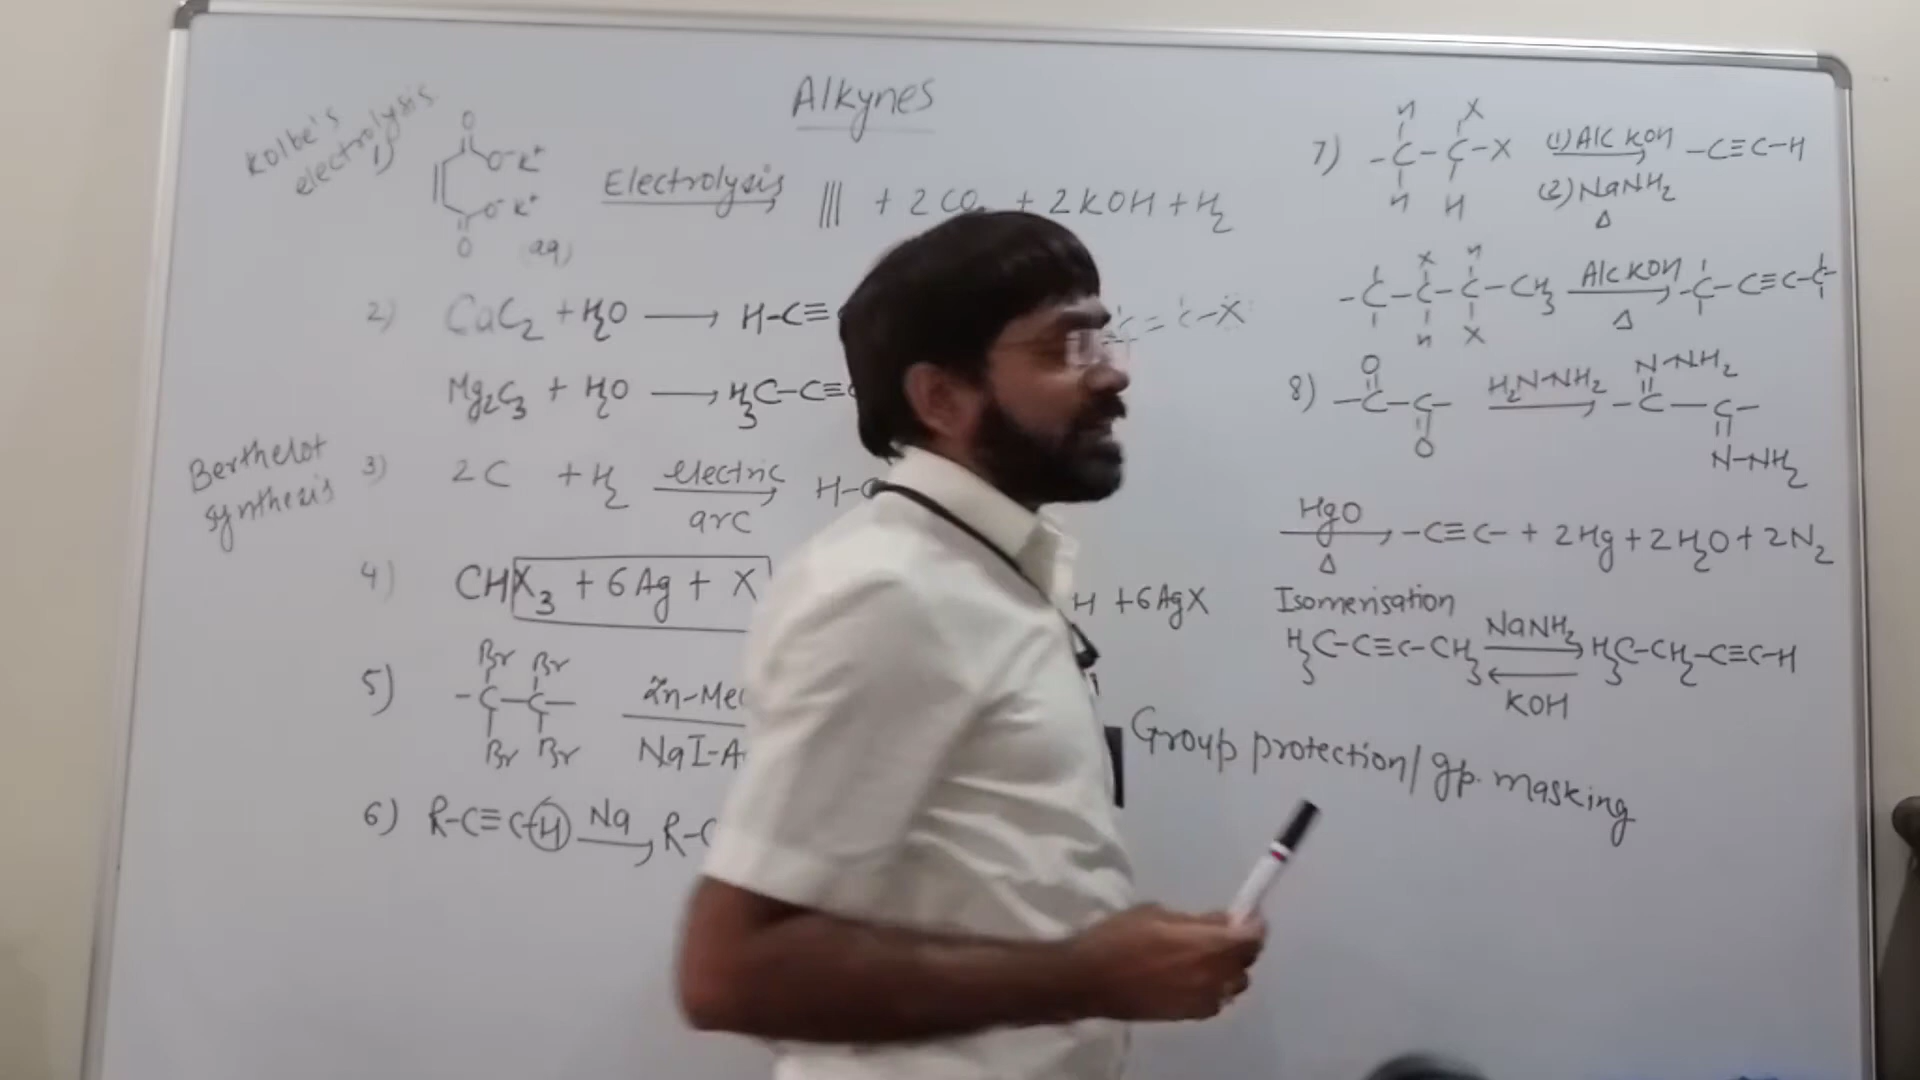 Alkynes
Kolbe's
electrolysis
1)
O
O⁻K⁺
O⁻K⁺
O
(aq)
Electrolysis
||| + 2CO₂ + 2KOH + H₂
2) CaC₂ + H₂O ⟶ H-C≡
=C-X
Mg₂C₃ + H₂O ⟶ H₃C-C≡C
Berthelot
synthesis
3) 2C + H₂ electric
arc
H-C
4) CHX₃ + 6Ag + X
H + 6AgX
5) Br Br
-C-C-
Br Br
Zn-Me
NaI-A
6) R-C≡C-H Na ⟶ R-C
7) H X
-C-C-X (1) Alc KOH ⟶ -C≡C-H
H H (2) NaNH₂
Δ
X H
-C-C-C-CH₃ Alc KOH ⟶ -C-C≡C-C-
H X Δ
8) O N-NH₂
-C-C- H₂N-NH₂ ⟶ -C-C-
O N-NH₂
HgO
Δ ⟶ -C≡C- + 2Hg + 2H₂O + 2N₂
Isomerisation
H₃C-C≡C-CH₃ NaNH₂ ⇌ H₃C-CH₂-C≡C-H
KOH
Group protection/gp. masking